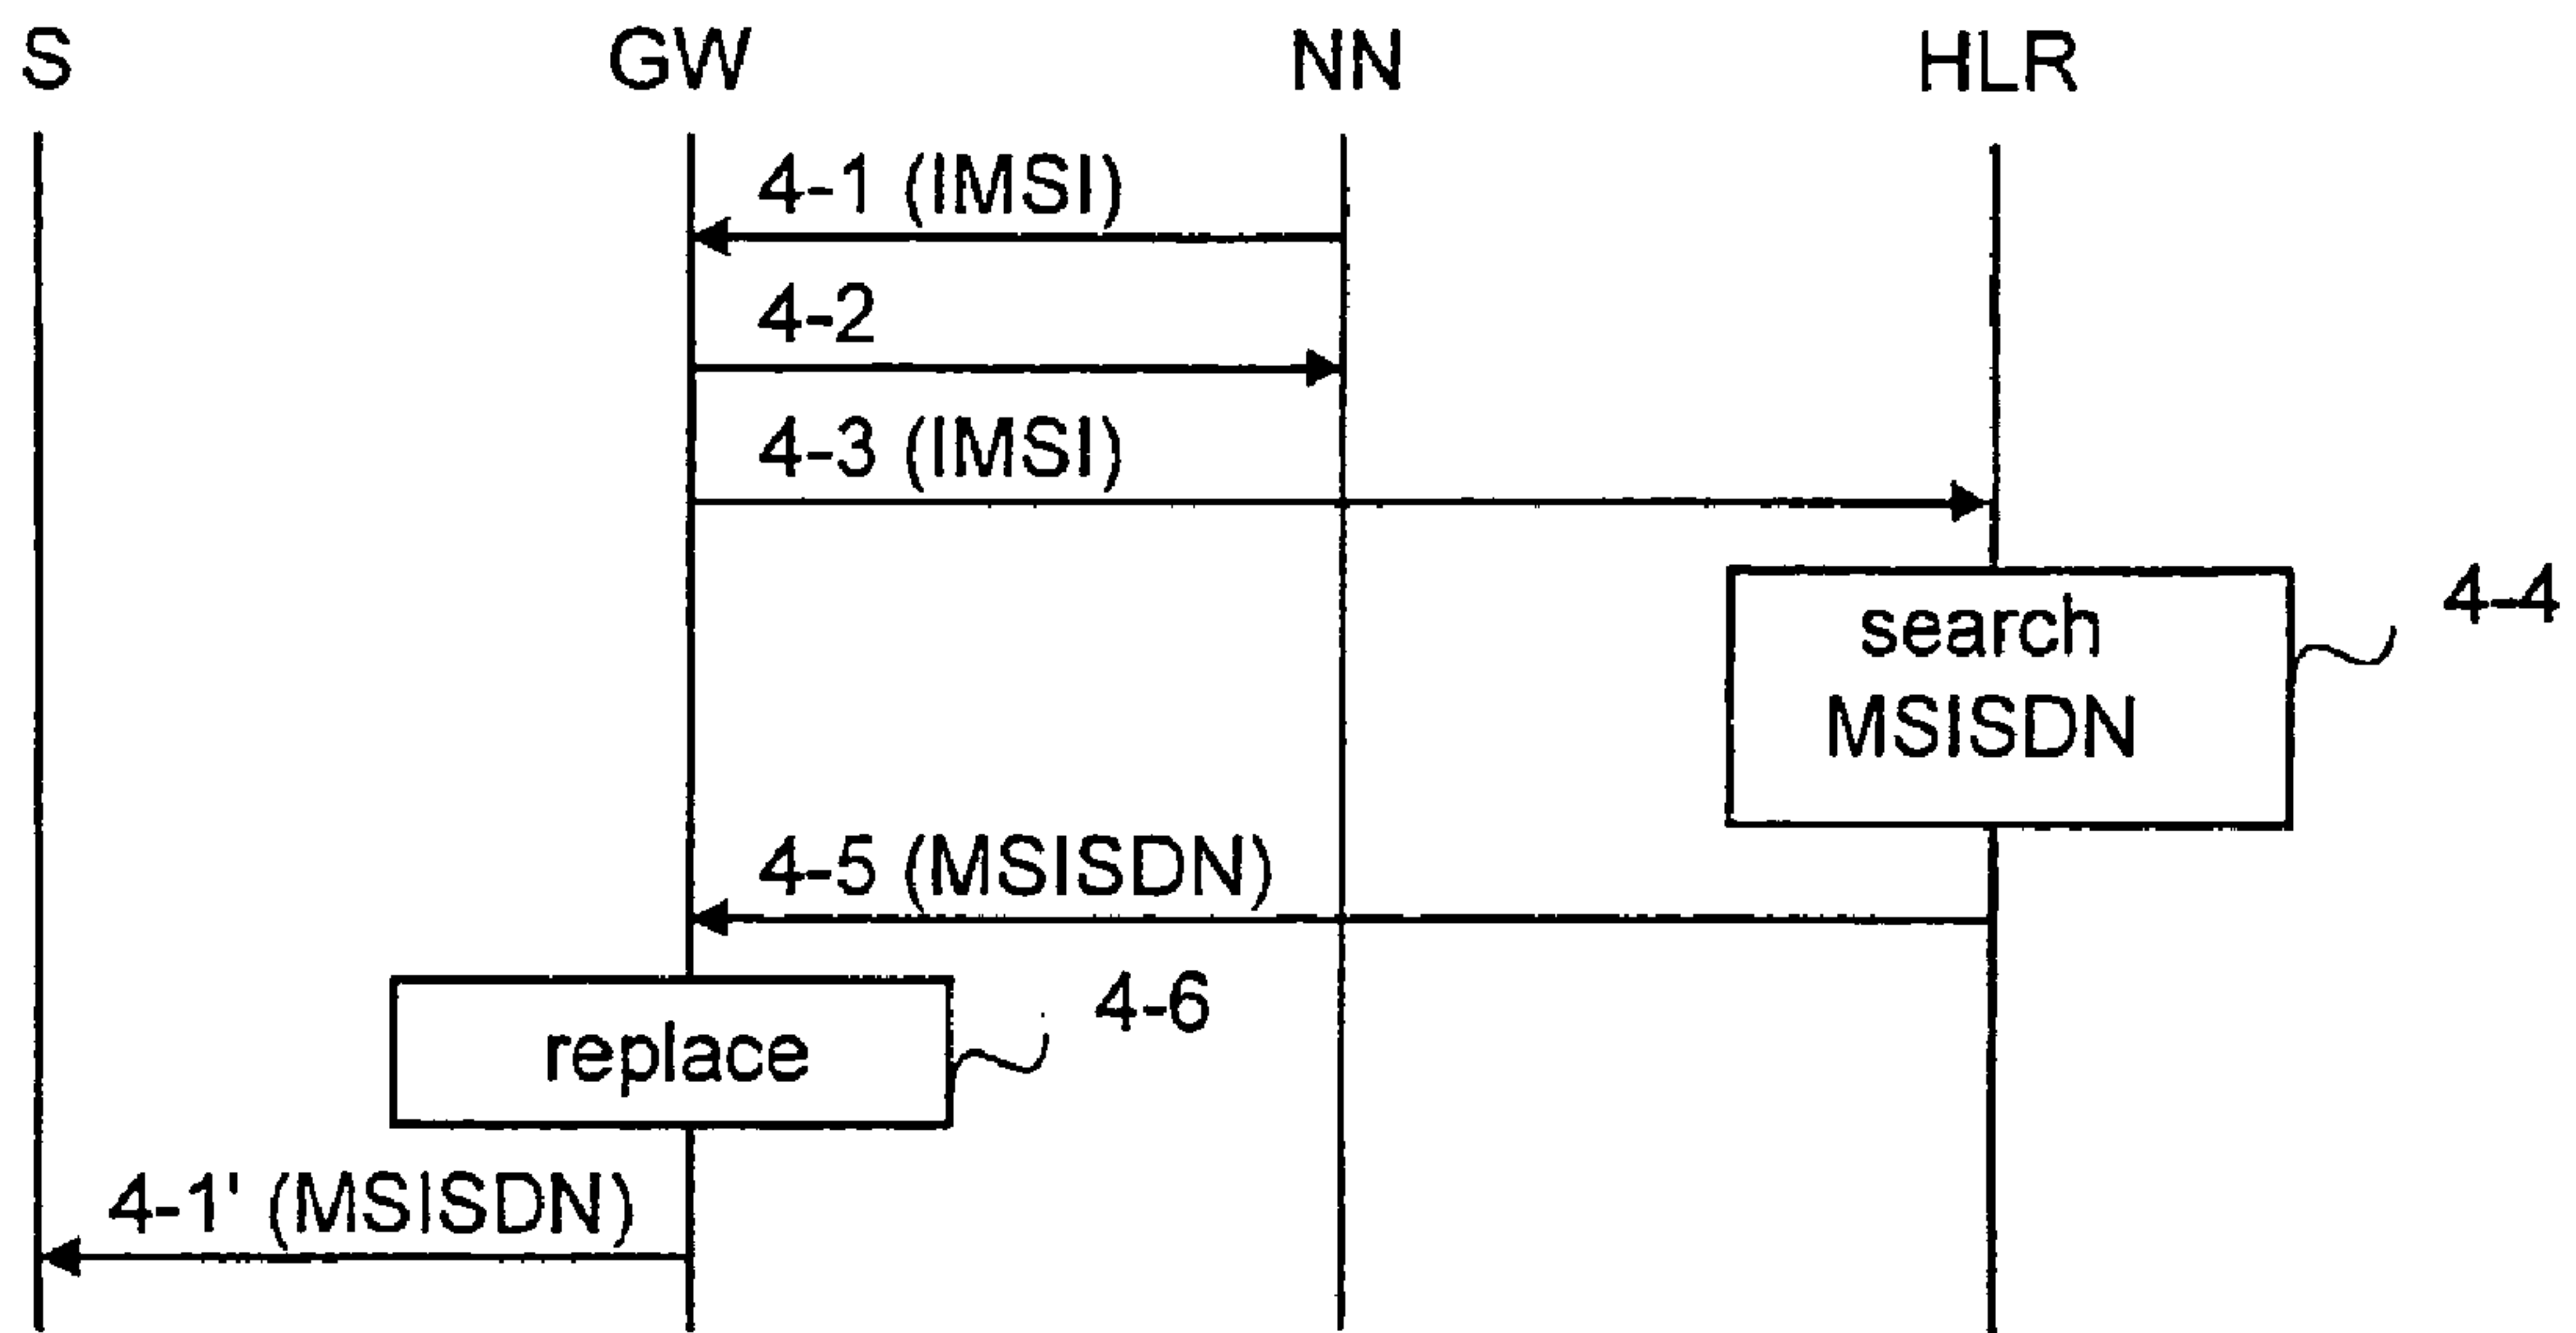 S GW NN HLR
4-1 (IMSI)
4-2
4-3 (IMSI)
search
MSISDN
4-4
4-5 (MSISDN)
replace
4-6
4-1' (MSISDN)